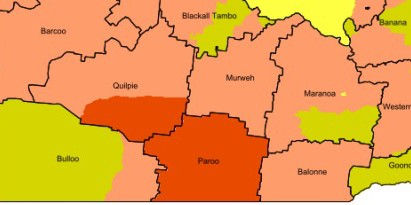 Blackall Tambo
Banana
Barcoo
Quilpie
Murweh
Maranoa
Western
Bulloo
Paroo
Balonne
Goond